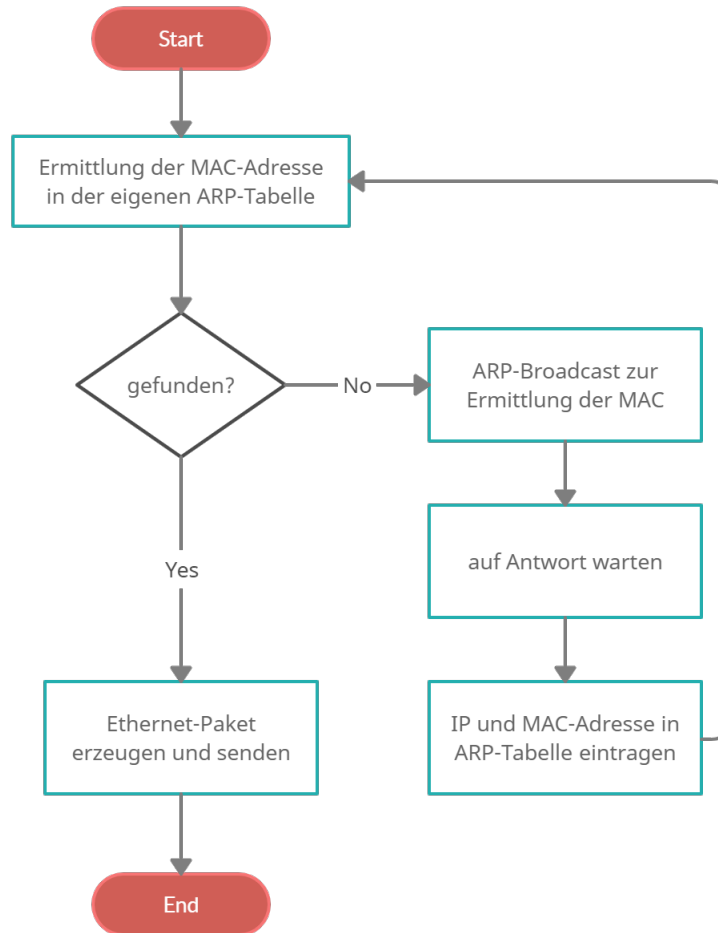 Start
Ermittlung der MAC-Adresse
in der eigenen ARP-Tabelle
gefunden?
No
ARP-Broadcast zur
Ermittlung der MAC
auf Antwort warten
Yes
Ethernet-Paket
erzeugen und senden
IP und MAC-Adresse in
ARP-Tabelle eintragen
End